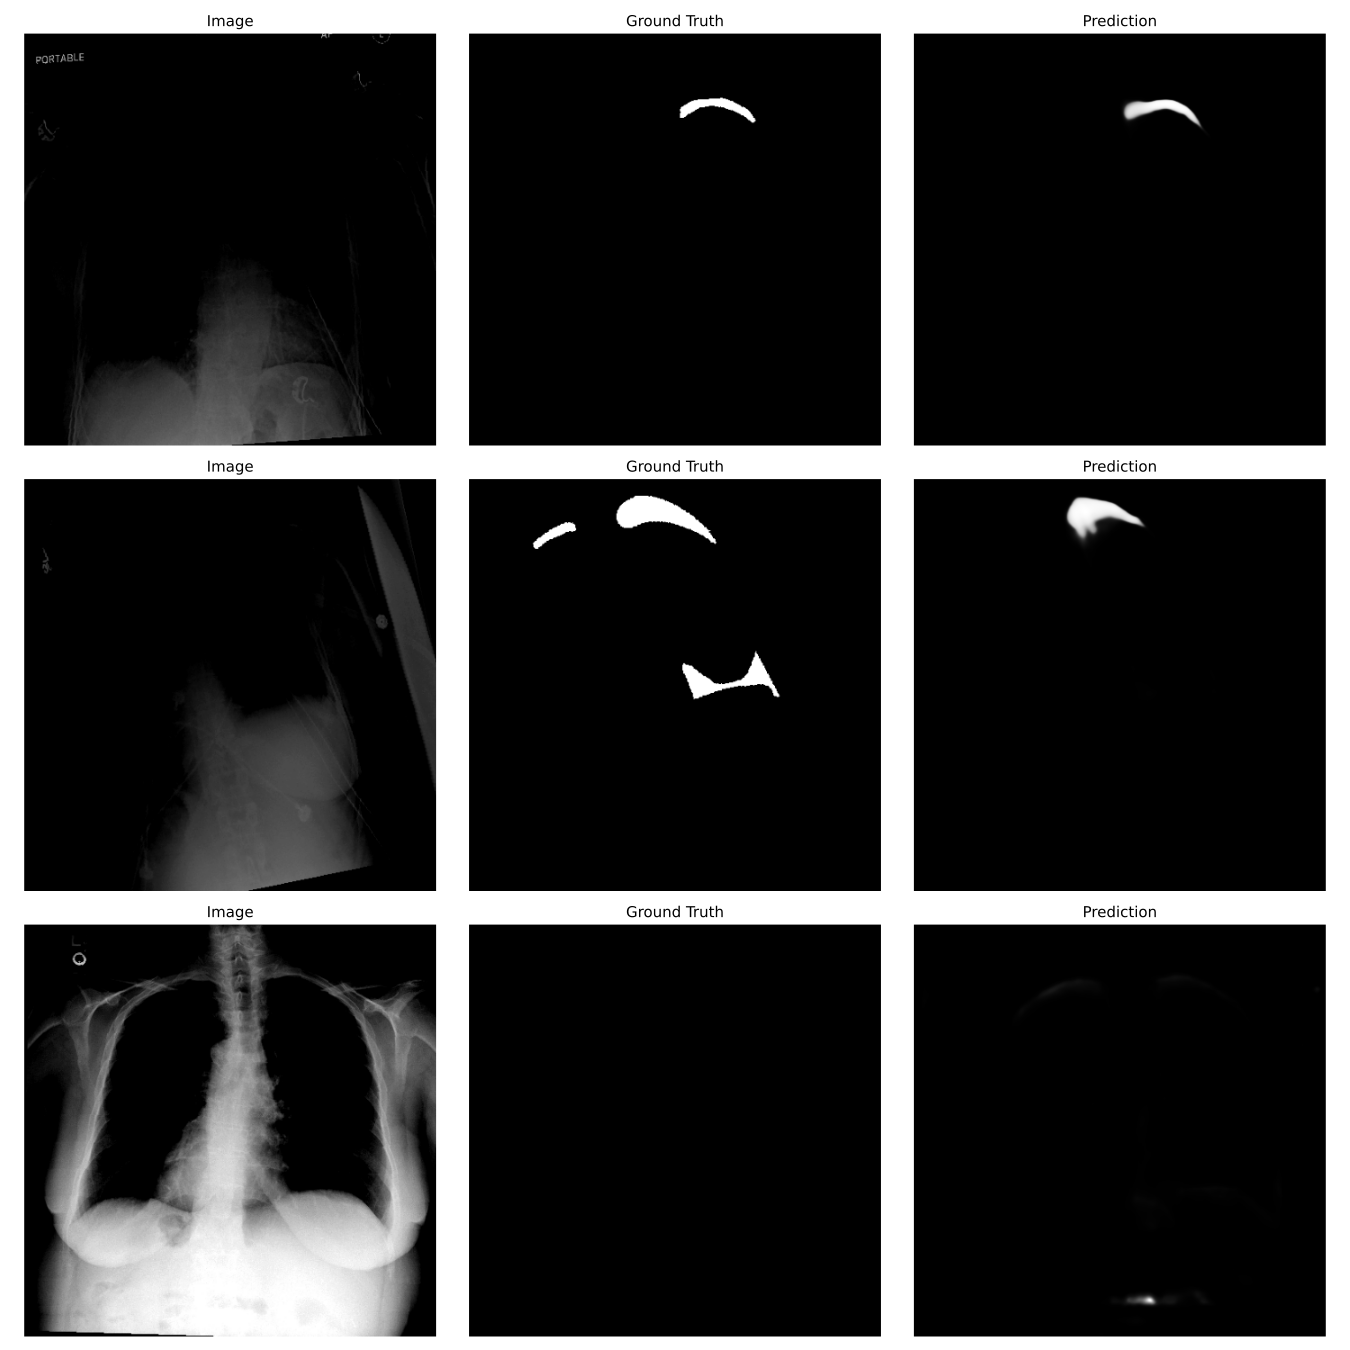 Image
Ground Truth
Prediction
PORTABLE
L
Image
Ground Truth
Prediction
Image
Ground Truth
Prediction
L